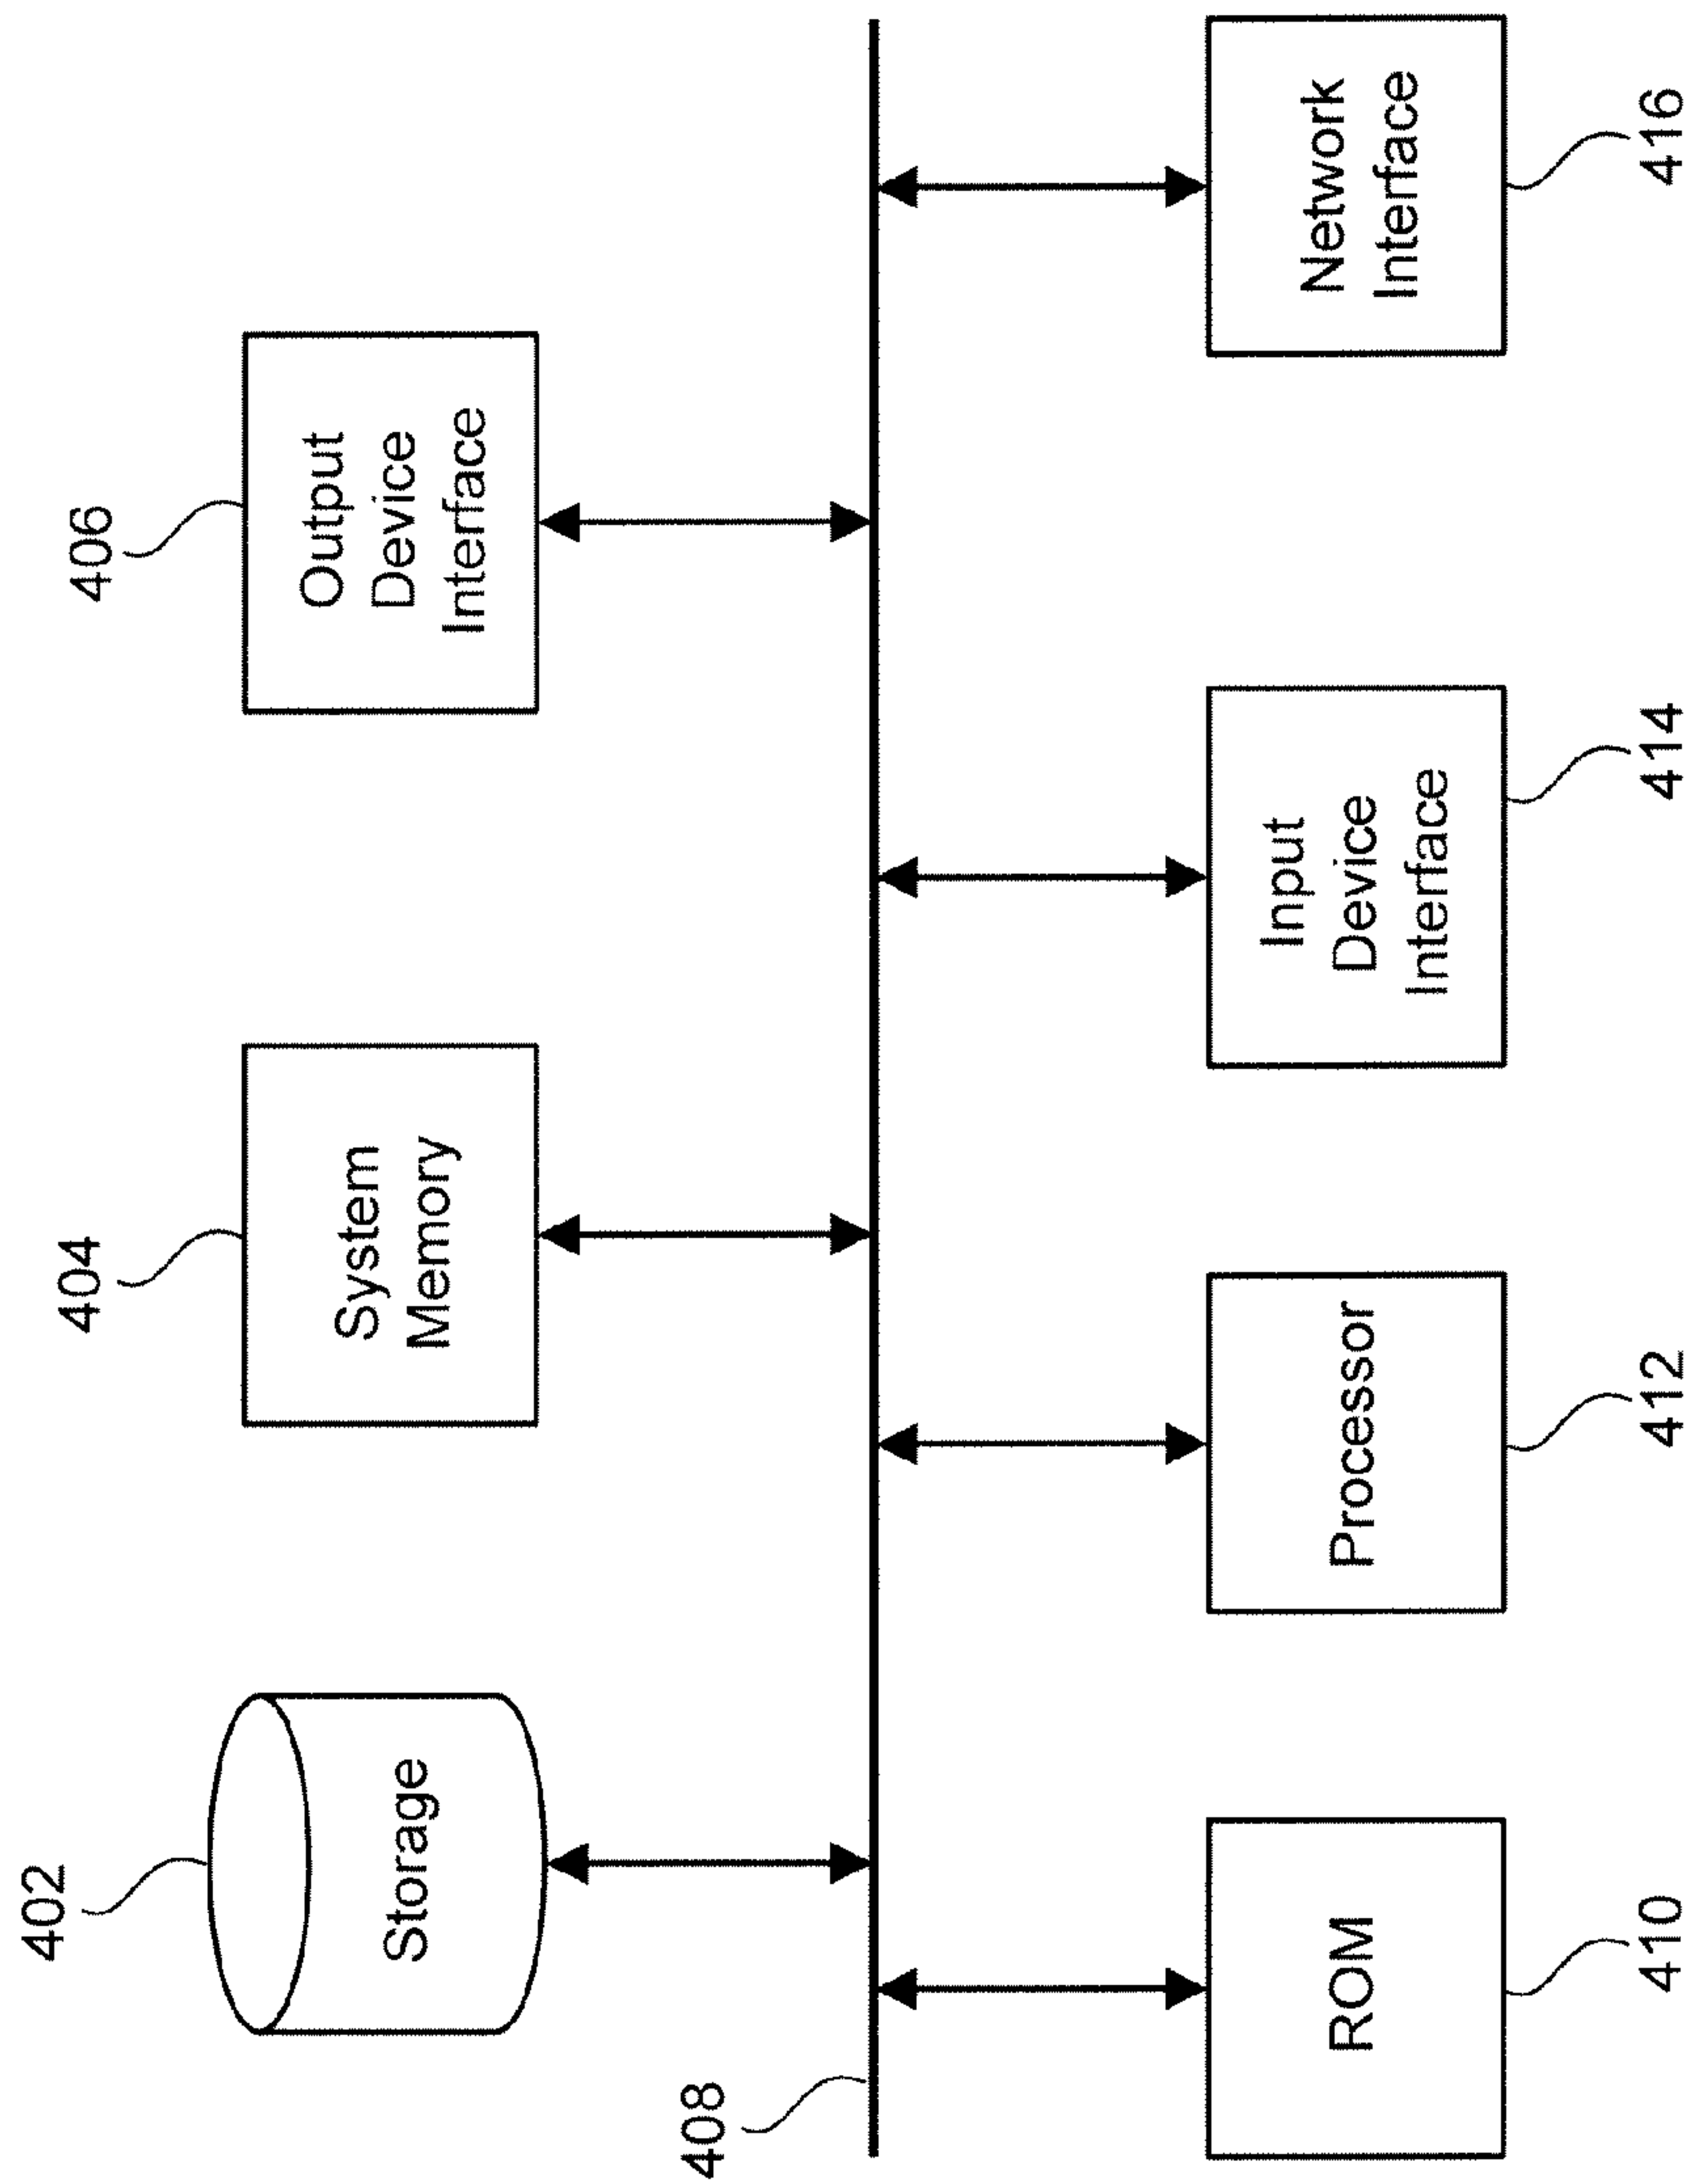 402
404
406
Storage
System
Memory
Output
Device
Interface
408
ROM
Processor
Input
Device
Interface
Network
Interface
410
412
414
416